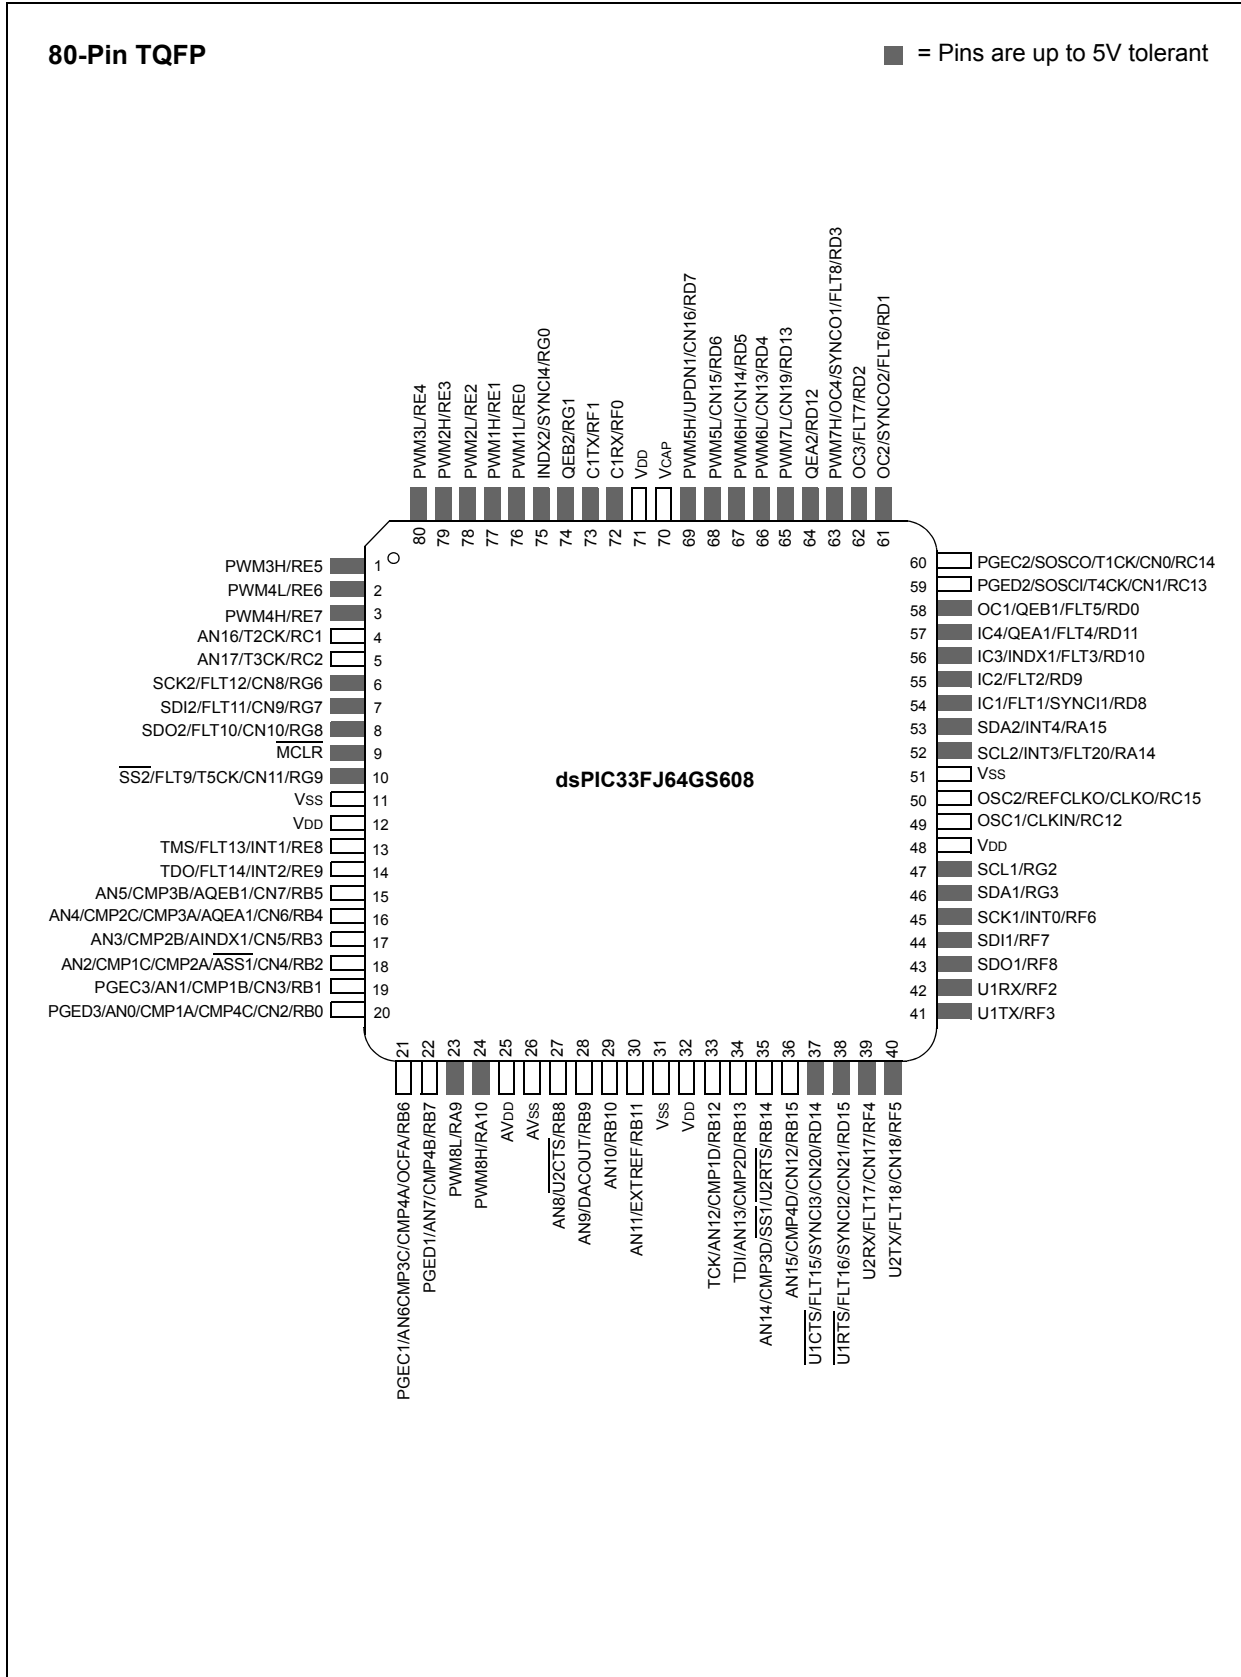 80-Pin TQFP
= Pins are up to 5V tolerant
PWM3L/RE4
PWM2H/RE3
PWM2L/RE2
PWM1H/RE1
PWM1L/RE0
INDX2/SYNCI4/RG0
QEB2/RG1
C1TX/RF1
C1RX/RF0
VDD
VCAP
PWM5H/UPDN1/CN16/RD7
PWM5L/CN15/RD6
PWM6H/CN14/RD5
PWM6L/CN13/RD4
PWM7L/CN19/RD13
QEA2/RD12
PWM7H/OC4/SYNCO1/FLT8/RD3
OC3/FLT7/RD2
OC2/SYNCO2/FLT6/RD1
80
79
78
77
76
75
74
73
72
71
70
69
68
67
66
65
64
63
62
61
PWM3H/RE5 1
PWM4L/RE6 2
PWM4H/RE7 3
AN16/T2CK/RC1 4
AN17/T3CK/RC2 5
SCK2/FLT12/CN8/RG6 6
SDI2/FLT11/CN9/RG7 7
SDO2/FLT10/CN10/RG8 8
MCLR 9
SS2/FLT9/T5CK/CN11/RG9 10
VSS 11
VDD 12
TMS/FLT13/INT1/RE8 13
TDO/FLT14/INT2/RE9 14
AN5/CMP3B/AQEB1/CN7/RB5 15
AN4/CMP2C/CMP3A/AQEA1/CN6/RB4 16
AN3/CMP2B/AINDX1/CN5/RB3 17
AN2/CMP1C/CMP2A/ASS1/CN4/RB2 18
PGEC3/AN1/CMP1B/CN3/RB1 19
PGED3/AN0/CMP1A/CMP4C/CN2/RB0 20
dsPIC33FJ64GS608
60 PGEC2/SOSCO/T1CK/CN0/RC14
59 PGED2/SOSCI/T4CK/CN1/RC13
58 OC1/QEB1/FLT5/RD0
57 IC4/QEA1/FLT4/RD11
56 IC3/INDX1/FLT3/RD10
55 IC2/FLT2/RD9
54 IC1/FLT1/SYNCI1/RD8
53 SDA2/INT4/RA15
52 SCL2/INT3/FLT20/RA14
51 VSS
50 OSC2/REFCLKO/CLKO/RC15
49 OSC1/CLKIN/RC12
48 VDD
47 SCL1/RG2
46 SDA1/RG3
45 SCK1/INT0/RF6
44 SDI1/RF7
43 SDO1/RF8
42 U1RX/RF2
41 U1TX/RF3
21
22
23
24
25
26
27
28
29
30
31
32
33
34
35
36
37
38
39
40
PGEC1/AN6CMP3C/CMP4A/OCFA/RB6
PGED1/AN7/CMP4B/RB7
PWM8L/RA9
PWM8H/RA10
AVDD
AVSS
AN8/U2CTS/RB8
AN9/DACOUT/RB9
AN10/RB10
AN11/EXTREF/RB11
VSS
VDD
TCK/AN12/CMP1D/RB12
TDI/AN13/CMP2D/RB13
AN14/CMP3D/SS1/U2RTS/RB14
AN15/CMP4D/CN12/RB15
U1CTS/FLT15/SYNCI3/CN20/RD14
U1RTS/FLT16/SYNCI2/CN21/RD15
U2RX/FLT17/CN17/RF4
U2TX/FLT18/CN18/RF5